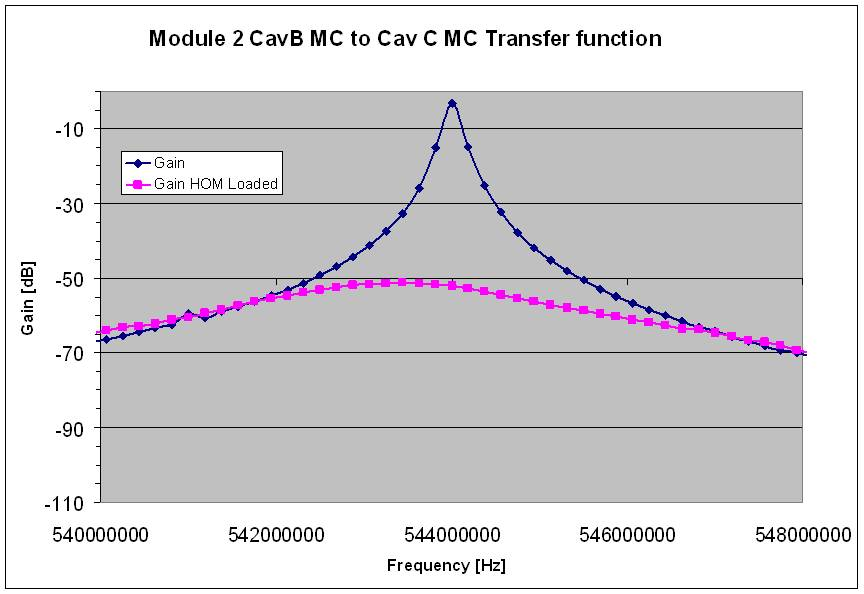 Module 2 CavB MC to Cav C MC Transfer function
-10
-30
-50
-70
-90
-110
Gain
Gain HOM Loaded
Gain [dB]
540000000 542000000 544000000 546000000 548000000
Frequency [Hz]